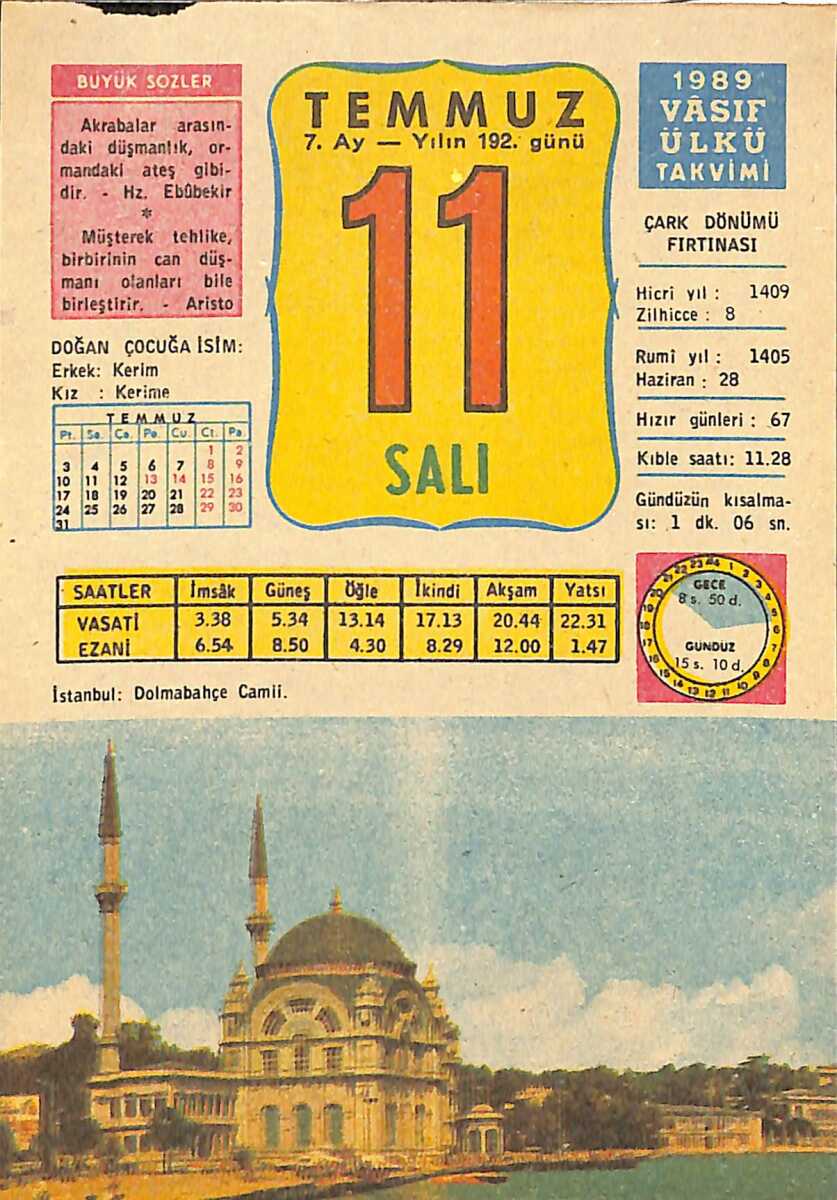 BÜYÜK SÖZLER
Akrabalar arasın-
daki düşmanlık, or-
mandaki ateş gibi-
dir. - Hz. Ebûbekir
*
Müşterek tehlike,
birbirinin can düş-
manı olanları bile
birleştirir. - Aristo
DOĞAN ÇOCUĞA İSİM:
Erkek: Kerim
Kız : Kerime
TEMMUZ
Pt. Sa. Ça. Pe. Cu. Ct. Pa.
1 2
3 4 5 6 7 8 9
10 11 12 13 14 15 16
17 18 19 20 21 22 23
24 25 26 27 28 29 30
31
TEMMUZ
7. Ay — Yılın 192. günü
11
SALI
1989
VÂSIF
ÜLKÜ
TAKVİMİ
ÇARK DÖNÜMÜ
FIRTINASI
Hicrî yıl : 1409
Zilhicce : 8
Rumî yıl : 1405
Haziran : 28
Hızır günleri : 67
Kıble saatı: 11.28
Gündüzün kısalma-
sı: 1 dk. 06 sn.
SAATLER İmsâk Güneş Öğle İkindi Akşam Yatsı
VASATİ 3.38 5.34 13.14 17.13 20.44 22.31
EZANİ 6.54 8.50 4.30 8.29 12.00 1.47
GECE
8 s. 50 d.
GÜNDÜZ
15 s. 10 d.
İstanbul: Dolmabahçe Camii.